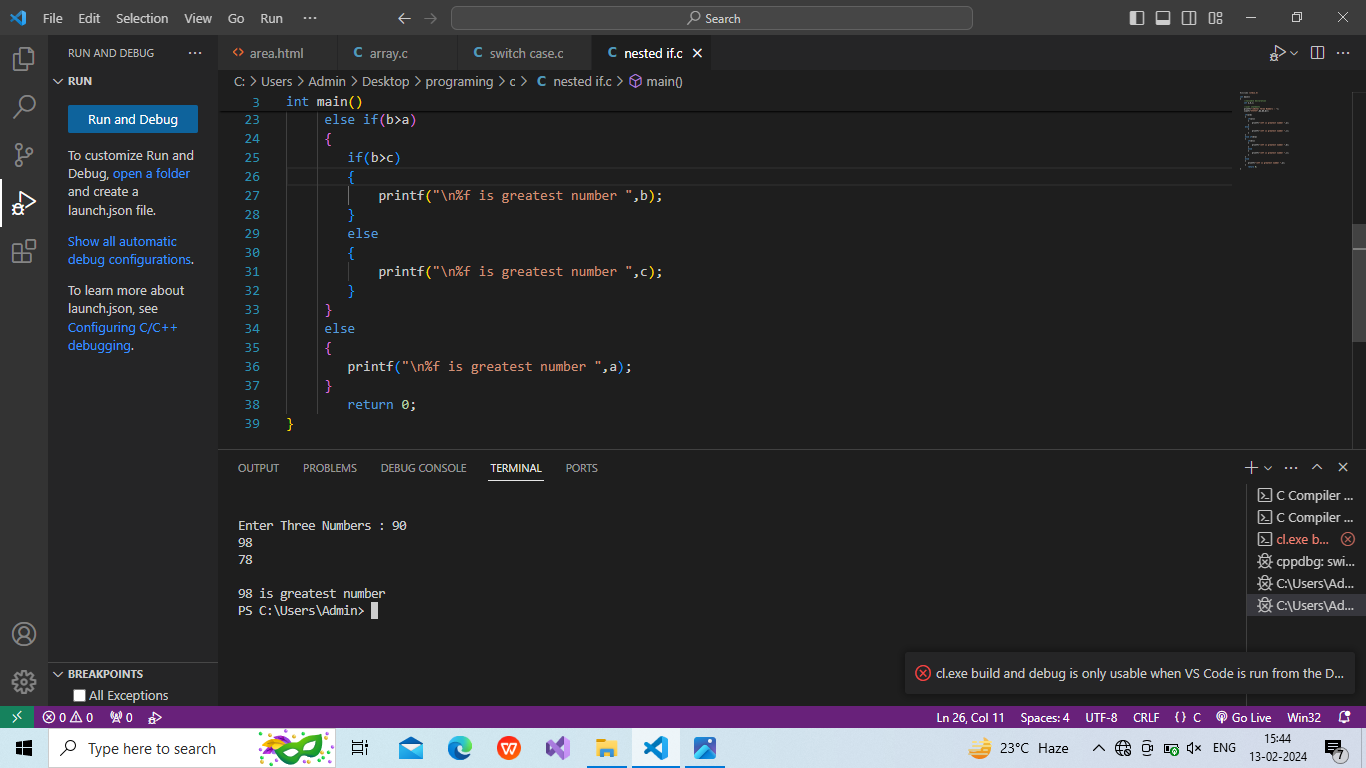 File Edit Selection View Go Run ···
Search
RUN AND DEBUG ···
RUN
Run and Debug
To customize Run and
Debug, open a folder
and create a
launch.json file.
Show all automatic
debug configurations.
To learn more about
launch.json, see
Configuring C/C++
debugging.
BREAKPOINTS
All Exceptions
area.html
C array.c
C switch case.c
C nested if.c
C: > Users > Admin > Desktop > programing > c > C nested if.c > main()
3 int main()
23 else if(b>a)
24 {
25 if(b>c)
26 {
27 printf("\n%f is greatest number ",b);
28 }
29 else
30 {
31 printf("\n%f is greatest number ",c);
32 }
33 }
34 else
35 {
36 printf("\n%f is greatest number ",a);
37 }
38 return 0;
39 }
OUTPUT PROBLEMS DEBUG CONSOLE TERMINAL PORTS
Enter Three Numbers : 90
98
78
98 is greatest number
PS C:\Users\Admin>
C Compiler ...
C Compiler ...
cl.exe b...
cppdbg: swi...
C:\Users\Ad...
C:\Users\Ad...
cl.exe build and debug is only usable when VS Code is run from the D...
0 0 0 Ln 26, Col 11 Spaces: 4 UTF-8 CRLF {} C Go Live Win32
Type here to search
23°C Haze
ENG
15:44
13-02-2024
7